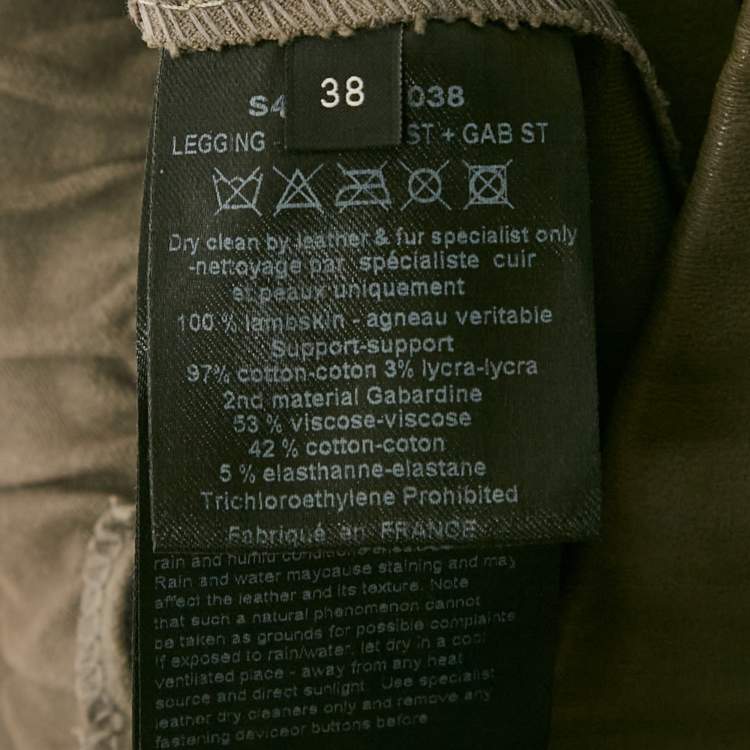 38
S4 038
LEGGING ST + GAB ST
Dry clean by leather & fur specialist only
-nettoyage par spécialiste cuir
et peaux uniquement
100 % lambskin - agneau veritable
Support-support
97% cotton-coton 3% lycra-lycra
2nd material Gabardine
53 % viscose-viscose
42 % cotton-coton
5 % elasthanne-elastane
Trichloroethylene Prohibited
Fabriqué en FRANCE
rain and humid conditions
Rain and water maycause staining and may
affect the leather and its texture. Note
that such a natural phenomenon cannot
be taken as grounds for possible complaints
If exposed to rain/water, let dry in a cool
ventilated place - away from any heat
source and direct sunlight. Use specialist
leather dry cleaners only and remove any
fastening deviceor buttons before